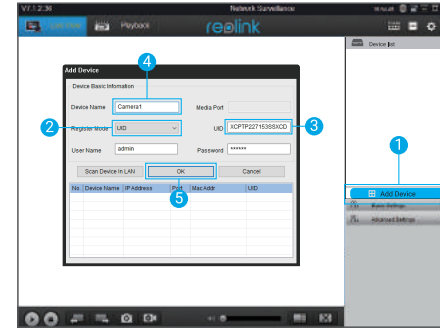 V7.1.2.36
Network Surveillance
Playback
reolink
Device list
Add Device
Device Basic Information
4
Device Name
Camera1
Media Port
2
Register Mode
UID
UID
XCPTP227153SSXCD
3
User Name
admin
Password
******
Scan Device In LAN
OK
Cancel
5
No.
Device Name
IP Address
Port
Mac Addr
UID
1
Add Device
Basic Settings
Advanced Settings